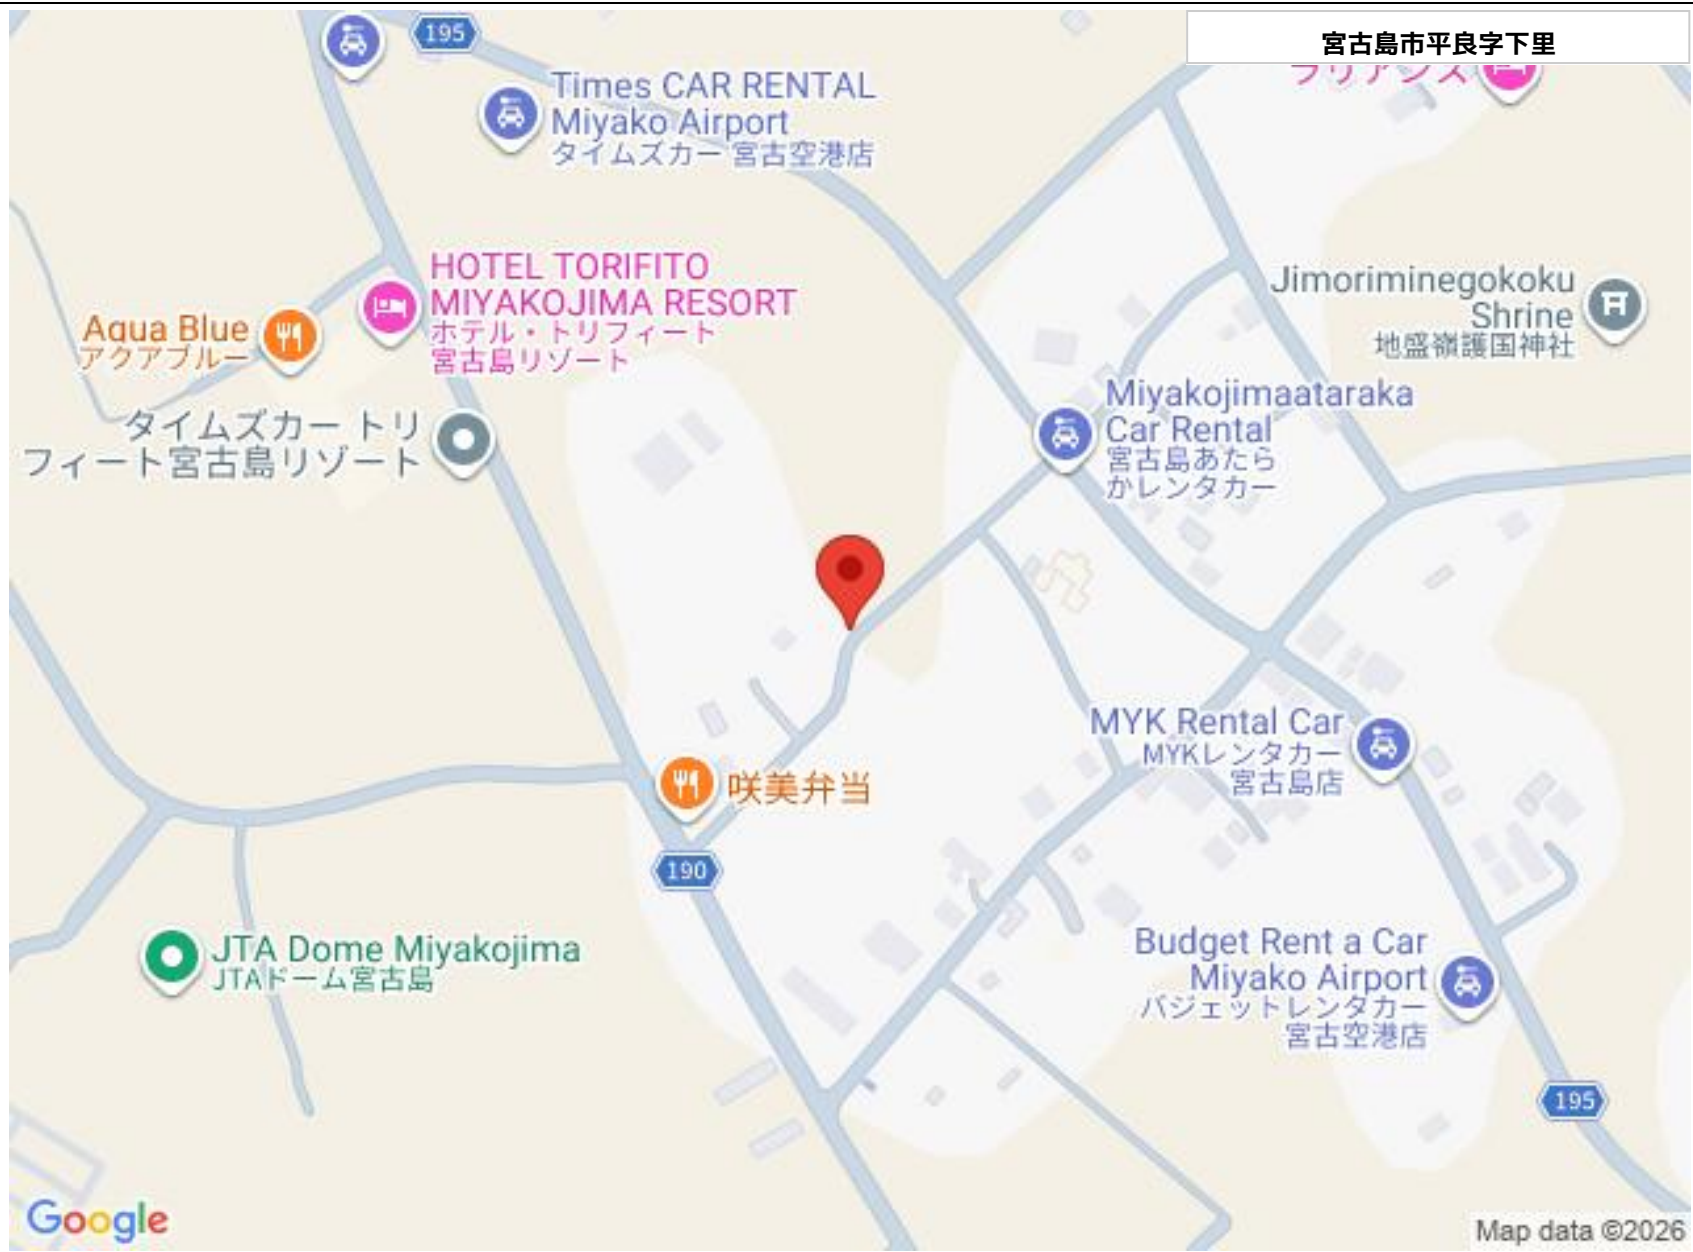 宮古島市平良字下里
195
Times CAR RENTAL
Miyako Airport
タイムズカー 宮古空港店
HOTEL TORIFITO
MIYAKOJIMA RESORT
ホテル・トリフィート
宮古島リゾート
Aqua Blue
アクアブルー
タイムズカー トリ
フィート宮古島リゾート
Jimoriminegokoku
Shrine
地盛嶺護国神社
Miyakojimaataraka
Car Rental
宮古島あたら
かレンタカー
MYK Rental Car
MYKレンタカー
宮古島店
咲美弁当
190
JTA Dome Miyakojima
JTAドーム宮古島
Budget Rent a Car
Miyako Airport
バジェットレンタカー
宮古空港店
195
Google
Map data ©2026